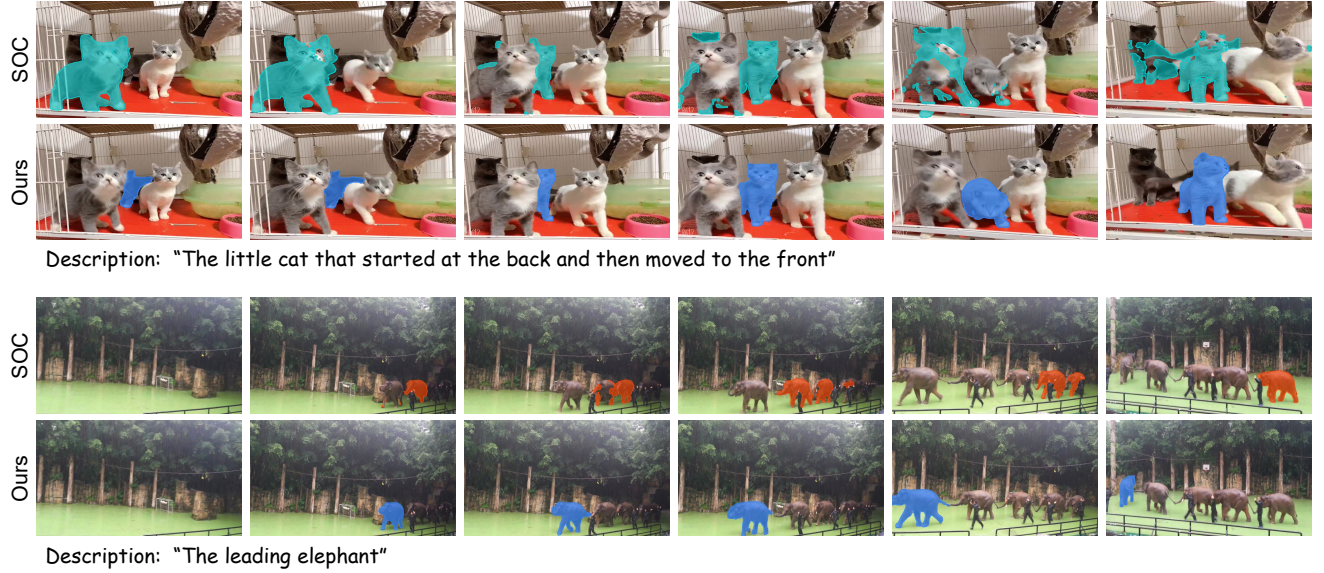 SOC
Ours
Description: “The little cat that started at the back and then moved to the front”
SOC
Ours
Description: “The leading elephant”